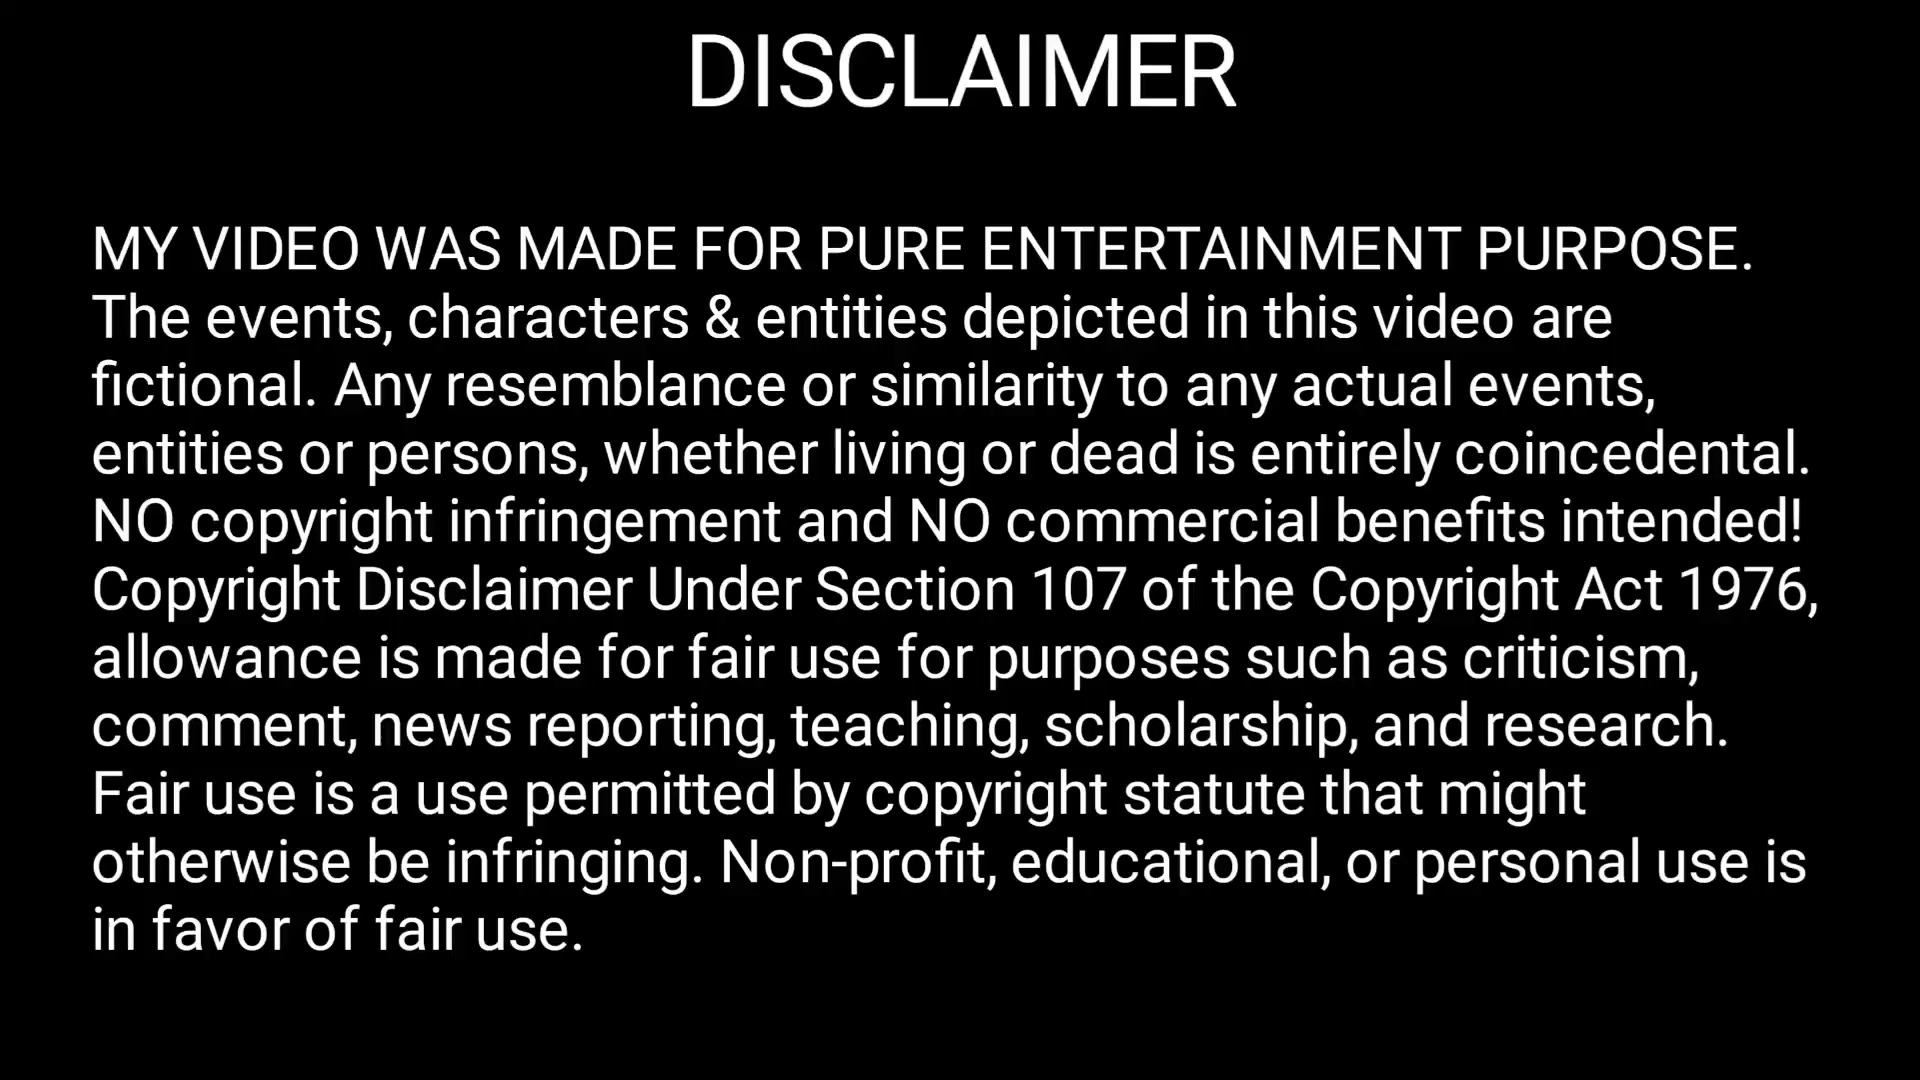 DISCLAIMER
MY VIDEO WAS MADE FOR PURE ENTERTAINMENT PURPOSE.
The events, characters & entities depicted in this video are
fictional. Any resemblance or similarity to any actual events,
entities or persons, whether living or dead is entirely coincedental.
NO copyright infringement and NO commercial benefits intended!
Copyright Disclaimer Under Section 107 of the Copyright Act 1976,
allowance is made for fair use for purposes such as criticism,
comment, news reporting, teaching, scholarship, and research.
Fair use is a use permitted by copyright statute that might
otherwise be infringing. Non-profit, educational, or personal use is
in favor of fair use.